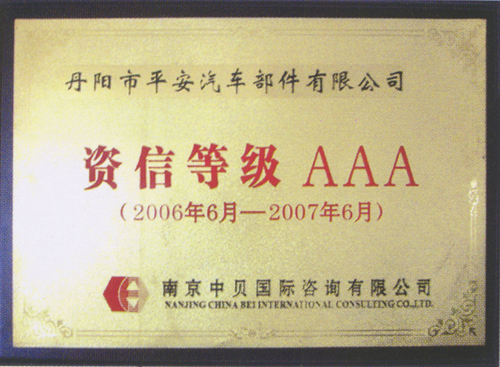 丹阳市平安汽车部件有限公司
资信等级 AAA
(2006年6月—2007年6月)
南京中贝国际咨询有限公司
NANJING CHINA BEI INTERNATIONAL CONSULTING CO.,LTD.